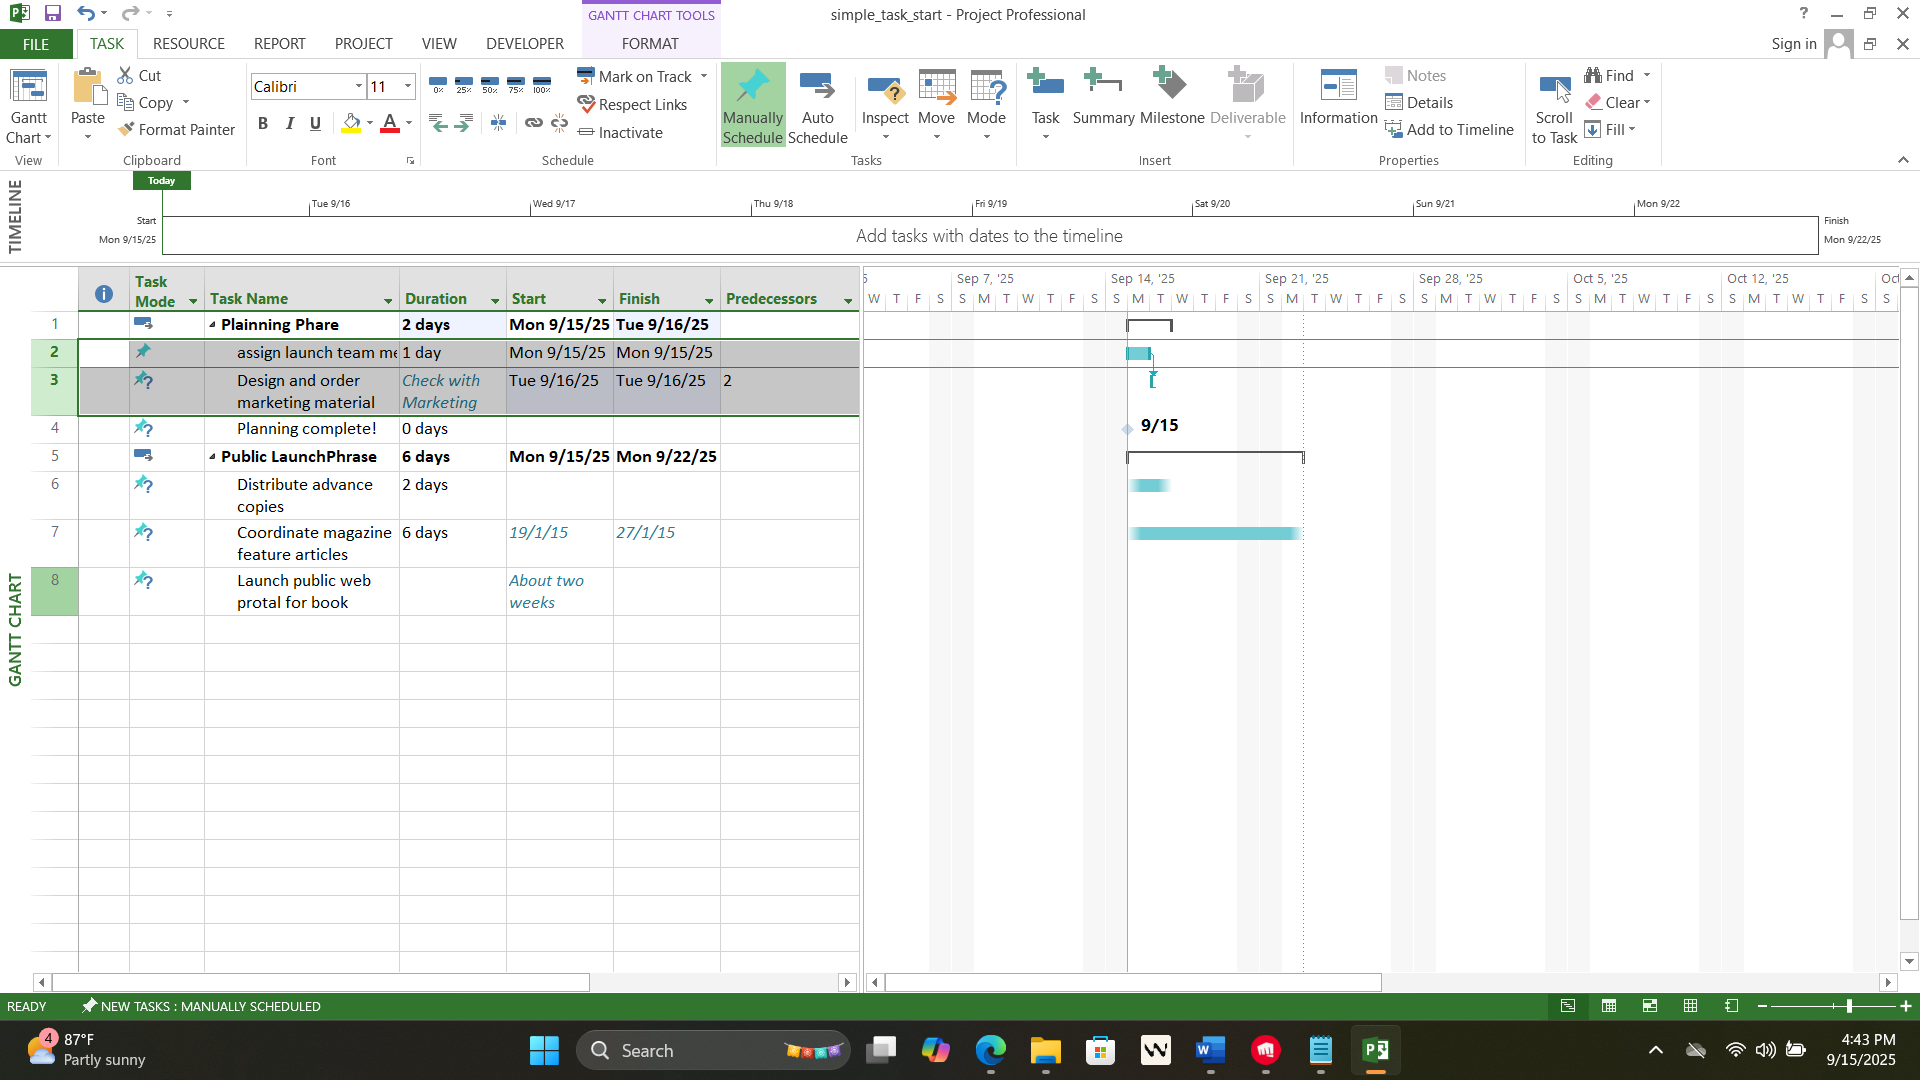 GANTT CHART TOOLS
simple_task_start - Project Professional
?
FILE TASK RESOURCE REPORT PROJECT VIEW DEVELOPER FORMAT
Sign in
Gantt Chart
Paste
Cut
Copy
Format Painter
Calibri 11
B I U A
0% 25% 50% 75% 100%
Mark on Track
Respect Links
Inactivate
Manually Schedule
Auto Schedule
Inspect
Move
Mode
Task
Summary
Milestone
Deliverable
Information
Notes
Details
Add to Timeline
Scroll to Task
Find
Clear
Fill
View Clipboard Font Schedule Tasks Insert Properties Editing
TIMELINE
Today
Tue 9/16 Wed 9/17 Thu 9/18 Fri 9/19 Sat 9/20 Sun 9/21 Mon 9/22
Start
Mon 9/15/25
Add tasks with dates to the timeline
Finish
Mon 9/22/25
GANTT CHART
Task Mode Task Name Duration Start Finish Predecessors
1 Plainning Phare 2 days Mon 9/15/25 Tue 9/16/25
2 assign launch team me 1 day Mon 9/15/25 Mon 9/15/25
3 Design and order marketing material Check with Marketing Tue 9/16/25 Tue 9/16/25 2
4 Planning complete! 0 days
5 Public LaunchPhrase 6 days Mon 9/15/25 Mon 9/22/25
6 Distribute advance copies 2 days
7 Coordinate magazine feature articles 6 days 19/1/15 27/1/15
8 Launch public web protal for book About two weeks
5 Sep 7, '25 Sep 14, '25 Sep 21, '25 Sep 28, '25 Oct 5, '25 Oct 12, '25 Oct
W T F S S M T W T F S S M T W T F S S M T W T F S S M T W T F S S M T W T F S S M T W T F S S
9/15
READY NEW TASKS : MANUALLY SCHEDULED
4
87°F
Partly sunny
Search
4:43 PM
9/15/2025